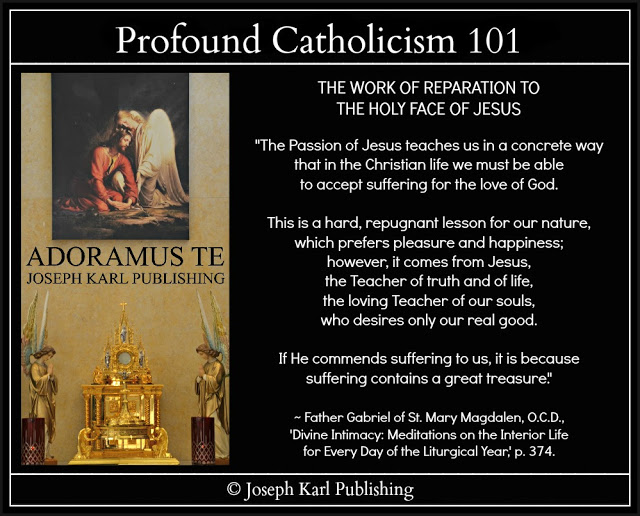 Profound Catholicism 101
ADORAMUS TE
JOSEPH KARL PUBLISHING
THE WORK OF REPARATION TO
THE HOLY FACE OF JESUS
"The Passion of Jesus teaches us in a concrete way
that in the Christian life we must be able
to accept suffering for the love of God.
This is a hard, repugnant lesson for our nature,
which prefers pleasure and happiness;
however, it comes from Jesus,
the Teacher of truth and of life,
the loving Teacher of our souls,
who desires only our real good.
If He commends suffering to us, it is because
suffering contains a great treasure."
~ Father Gabriel of St. Mary Magdalen, O.C.D.,
'Divine Intimacy: Meditations on the Interior Life
for Every Day of the Liturgical Year,' p. 374.
© Joseph Karl Publishing